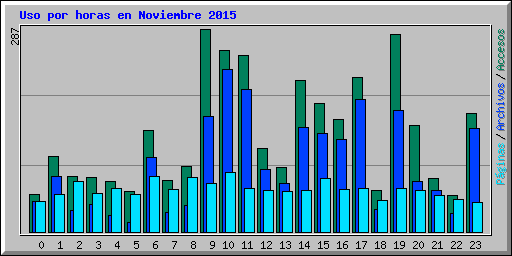 Uso por horas en Noviembre 2015
287
0 1 2 3 4 5 6 7 8 9 10 11 12 13 14 15 16 17 18 19 20 21 22 23
Páginas / Archivos / Accesos